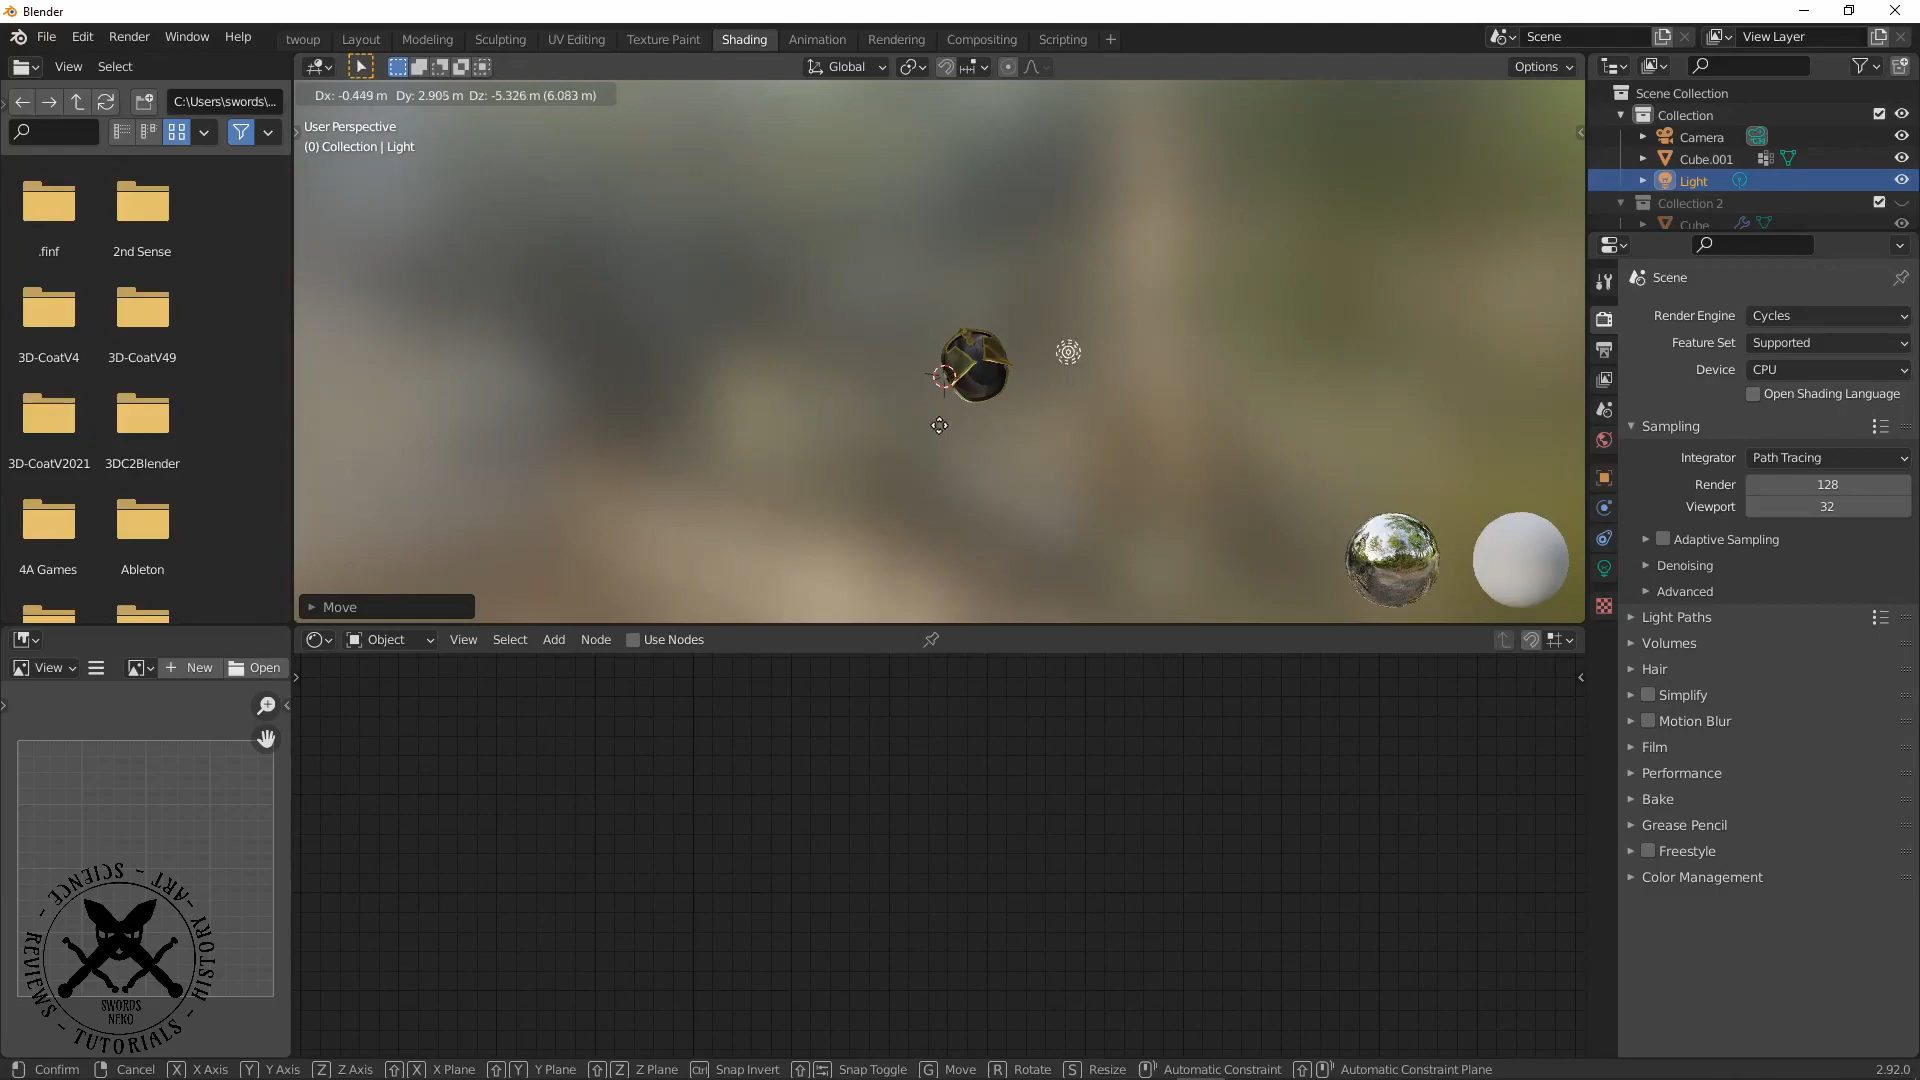 Blender
File Edit Render Window Help
twoup Layout Modeling Sculpting UV Editing Texture Paint Shading Animation Rendering Compositing Scripting
Scene
View Layer
View Select
Global
Options
C:\Users\swords\...
Dx: -0.449 m Dy: 2.905 m Dz: -5.326 m (6.083 m)
User Perspective
(0) Collection | Light
.finf
2nd Sense
3D-CoatV4
3D-CoatV49
3D-CoatV2021
3DC2Blender
4A Games
Ableton
Move
Scene Collection
Collection
Camera
Cube.001
Light
Collection 2
Cube
Scene
Render Engine Cycles
Feature Set Supported
Device CPU
Open Shading Language
Sampling
Integrator Path Tracing
Render 128
Viewport 32
Adaptive Sampling
Denoising
Advanced
Light Paths
Volumes
Hair
Simplify
Motion Blur
Film
Performance
Bake
Grease Pencil
Freestyle
Color Management
View New Open
Object View Select Add Node Use Nodes
REVIEWS - TUTORIALS - HISTORY - ART - SCIENCE -
SWORDS
NEKO
Confirm Cancel X X Axis Y Y Axis Z Z Axis X X Plane Y Y Plane Z Z Plane Ctrl Snap Invert Snap Toggle G Move R Rotate S Resize Automatic Constraint Automatic Constraint Plane
2.92.0